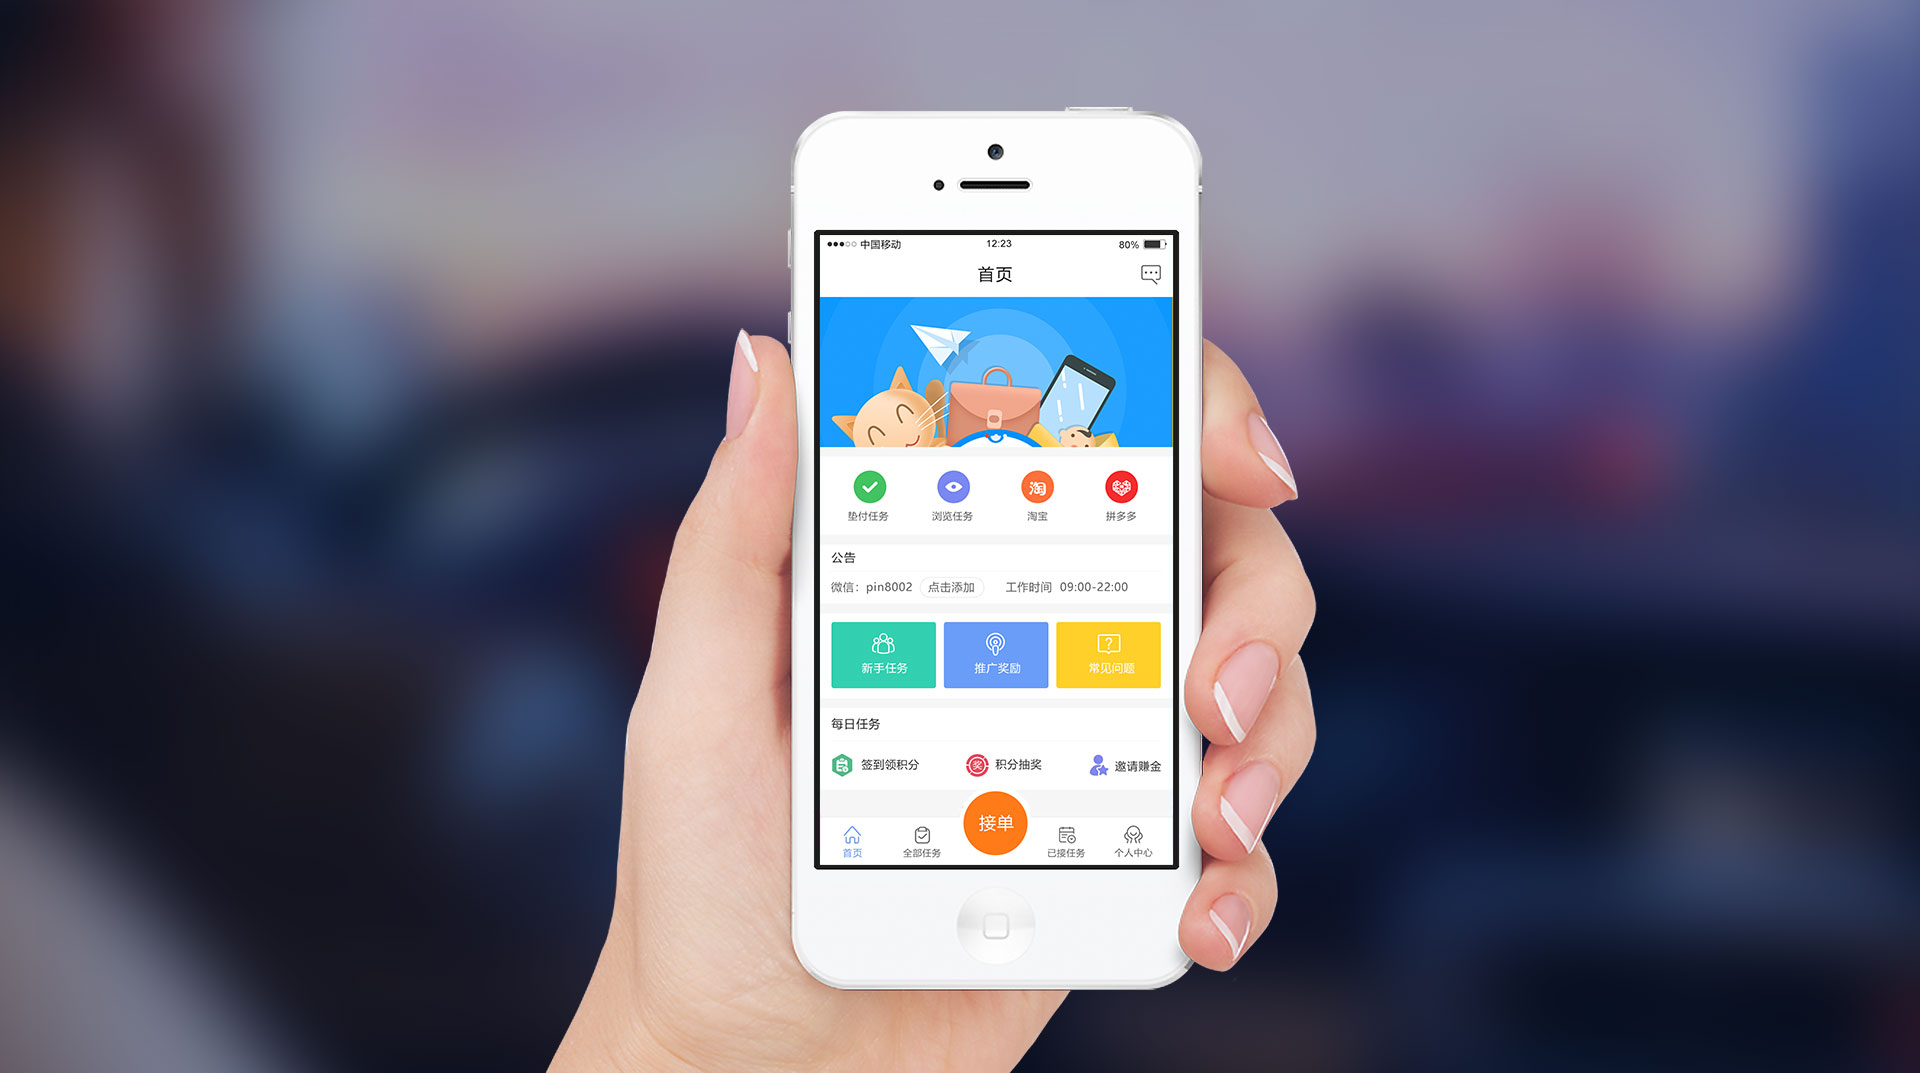 中国移动 12:23 80%
首页
垫付任务 浏览任务 淘 淘宝 拼多多
公告
微信：pin8002 点击添加 工作时间 09:00-22:00
?
新手任务 推广奖励 常见问题
每日任务
签到领积分 奖 积分抽奖 邀请赚金
接单
首页 全部任务 已接任务 个人中心